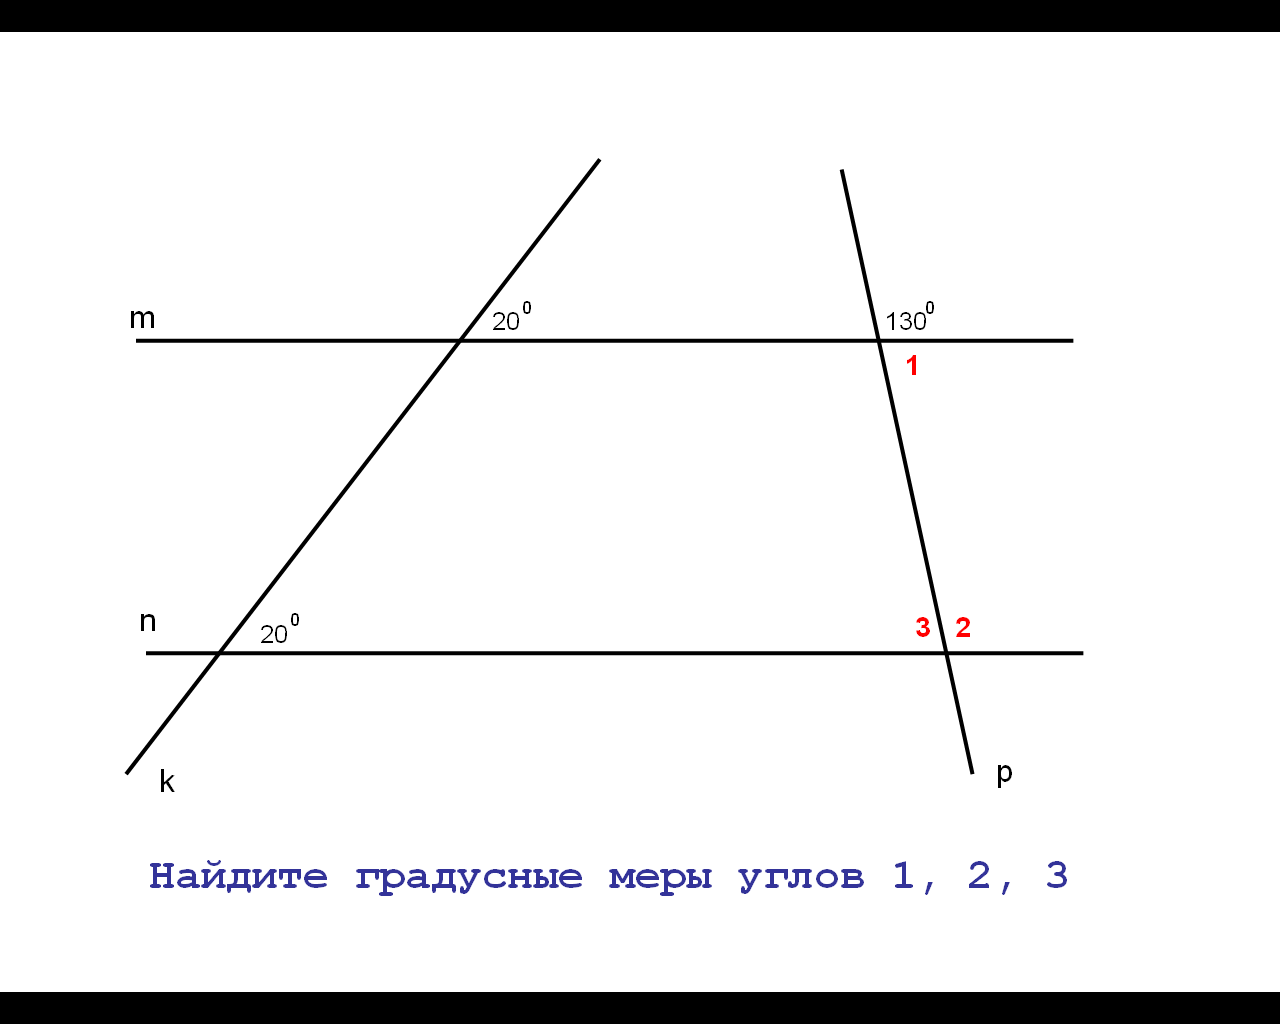 m
20⁰
130⁰
1
n
20⁰
3 2
k
p
Найдите градусные меры углов 1, 2, 3